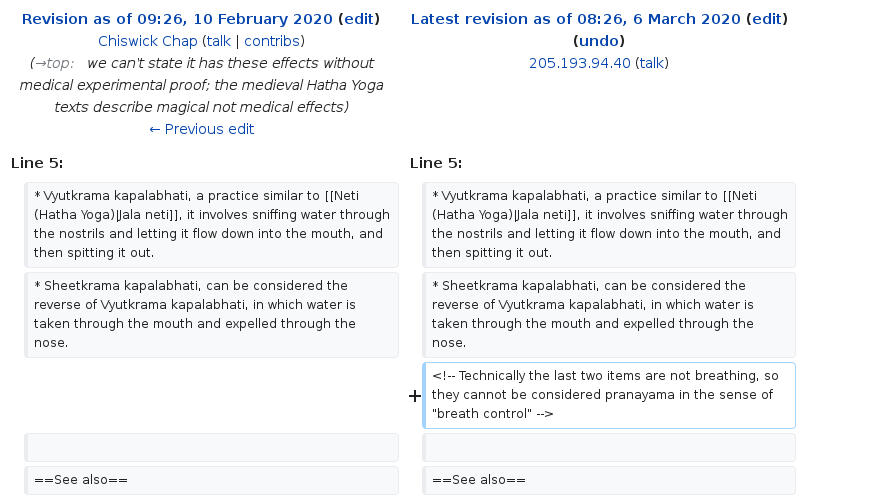 Revision as of 09:26, 10 February 2020 (edit)
Chiswick Chap (talk | contribs)
(→top: we can't state it has these effects without
medical experimental proof; the medieval Hatha Yoga
texts describe magical not medical effects)
← Previous edit
Latest revision as of 08:26, 6 March 2020 (edit)
(undo)
205.193.94.40 (talk)
Line 5:
Line 5:
* Vyutkrama kapalabhati, a practice similar to [[Neti
(Hatha Yoga)|Jala neti]], it involves sniffing water through
the nostrils and letting it flow down into the mouth, and
then spitting it out.
* Vyutkrama kapalabhati, a practice similar to [[Neti
(Hatha Yoga)|Jala neti]], it involves sniffing water through
the nostrils and letting it flow down into the mouth, and
then spitting it out.
* Sheetkrama kapalabhati, can be considered the
reverse of Vyutkrama kapalabhati, in which water is
taken through the mouth and expelled through the
nose.
* Sheetkrama kapalabhati, can be considered the
reverse of Vyutkrama kapalabhati, in which water is
taken through the mouth and expelled through the
nose.
+
<!-- Technically the last two items are not breathing, so
they cannot be considered pranayama in the sense of
"breath control" -->
==See also==
==See also==